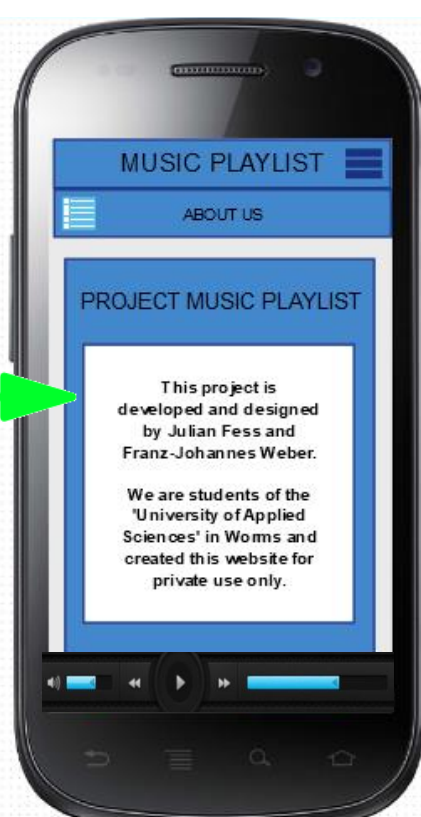 MUSIC PLAYLIST
ABOUT US
PROJECT MUSIC PLAYLIST
This project is
developed and designed
by Julian Fess and
Franz-Johannes Weber.
We are students of the
'University of Applied
Sciences' in Worms and
created this website for
private use only.